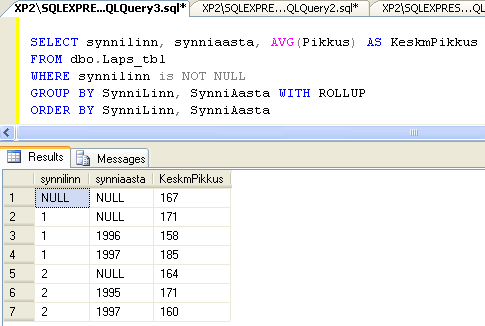 XP2\SQLEXPRE...QLQuery3.sql* XP2\SQLEXPRE...QLQuery2.sql* XP2\SQLEXPRES...QL
SELECT synnilinn, synniaasta, AVG(Pikkus) AS KeskmPikkus
FROM dbo.Laps_tbl
WHERE synnilinn is NOT NULL
GROUP BY SynniLinn, SynniAasta WITH ROLLUP
ORDER BY SynniLinn, SynniAasta
Results Messages
synnilinn synniaasta KeskmPikkus
1 NULL NULL 167
2 1 NULL 171
3 1 1996 158
4 1 1997 185
5 2 NULL 164
6 2 1995 171
7 2 1997 160